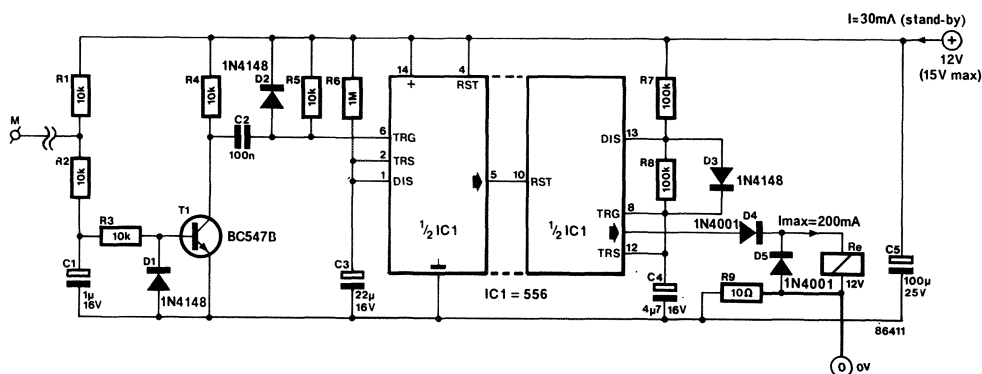 I≈30mA (stand-by)
12V
(15V max)
R1
10k
M
R2
10k
R3
10k
C1
1µ
16V
D1
1N4148
T1
BC547B
R4
10k
C2
100n
1N4148
D2
R5
10k
R6
1M
C3
22µ
16V
14
+
4
RST
6
TRG
2
TRS
1
DIS
½ IC1
5
10
RST
½ IC1
IC1 = 556
DIS
13
TRG
8
TRS
12
R7
100k
R8
100k
D3
1N4148
1N4001
D4
Imax=200mA
D5
1N4001
Re
12V
R9
10Ω
C4
4µ7
16V
C5
100µ
25V
86411
0
0V